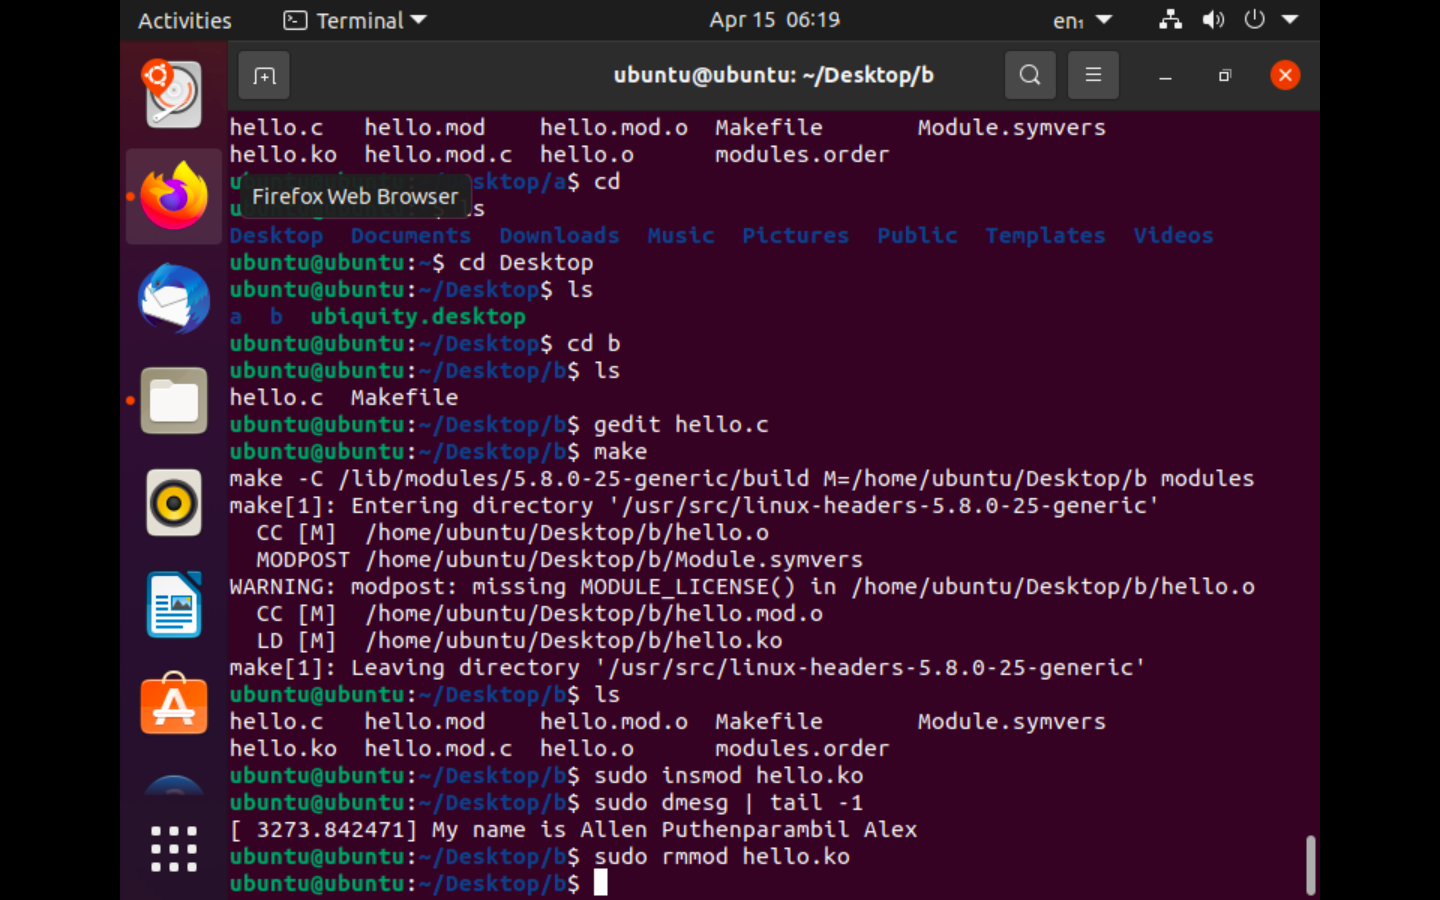 Activities Terminal Apr 15 06:19 en₁
ubuntu@ubuntu: ~/Desktop/b
hello.c hello.mod hello.mod.o Makefile Module.symvers
hello.ko hello.mod.c hello.o modules.order
sktop/a$ cd
Firefox Web Browser
ls
Desktop Documents Downloads Music Pictures Public Templates Videos
ubuntu@ubuntu:~$ cd Desktop
ubuntu@ubuntu:~/Desktop$ ls
a b ubiquity.desktop
ubuntu@ubuntu:~/Desktop$ cd b
ubuntu@ubuntu:~/Desktop/b$ ls
hello.c Makefile
ubuntu@ubuntu:~/Desktop/b$ gedit hello.c
ubuntu@ubuntu:~/Desktop/b$ make
make -C /lib/modules/5.8.0-25-generic/build M=/home/ubuntu/Desktop/b modules
make[1]: Entering directory '/usr/src/linux-headers-5.8.0-25-generic'
CC [M] /home/ubuntu/Desktop/b/hello.o
MODPOST /home/ubuntu/Desktop/b/Module.symvers
WARNING: modpost: missing MODULE_LICENSE() in /home/ubuntu/Desktop/b/hello.o
CC [M] /home/ubuntu/Desktop/b/hello.mod.o
LD [M] /home/ubuntu/Desktop/b/hello.ko
make[1]: Leaving directory '/usr/src/linux-headers-5.8.0-25-generic'
ubuntu@ubuntu:~/Desktop/b$ ls
hello.c hello.mod hello.mod.o Makefile Module.symvers
hello.ko hello.mod.c hello.o modules.order
ubuntu@ubuntu:~/Desktop/b$ sudo insmod hello.ko
ubuntu@ubuntu:~/Desktop/b$ sudo dmesg | tail -1
[ 3273.842471] My name is Allen Puthenparambil Alex
ubuntu@ubuntu:~/Desktop/b$ sudo rmmod hello.ko
ubuntu@ubuntu:~/Desktop/b$